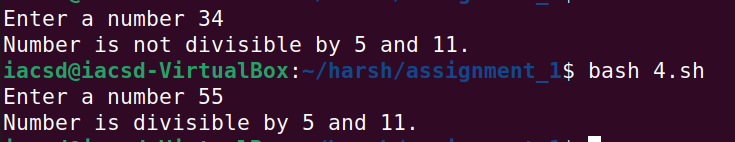 Enter a number 34
Number is not divisible by 5 and 11.
iacsd@iacsd-VirtualBox:~/harsh/assignment_1$ bash 4.sh
Enter a number 55
Number is divisible by 5 and 11.